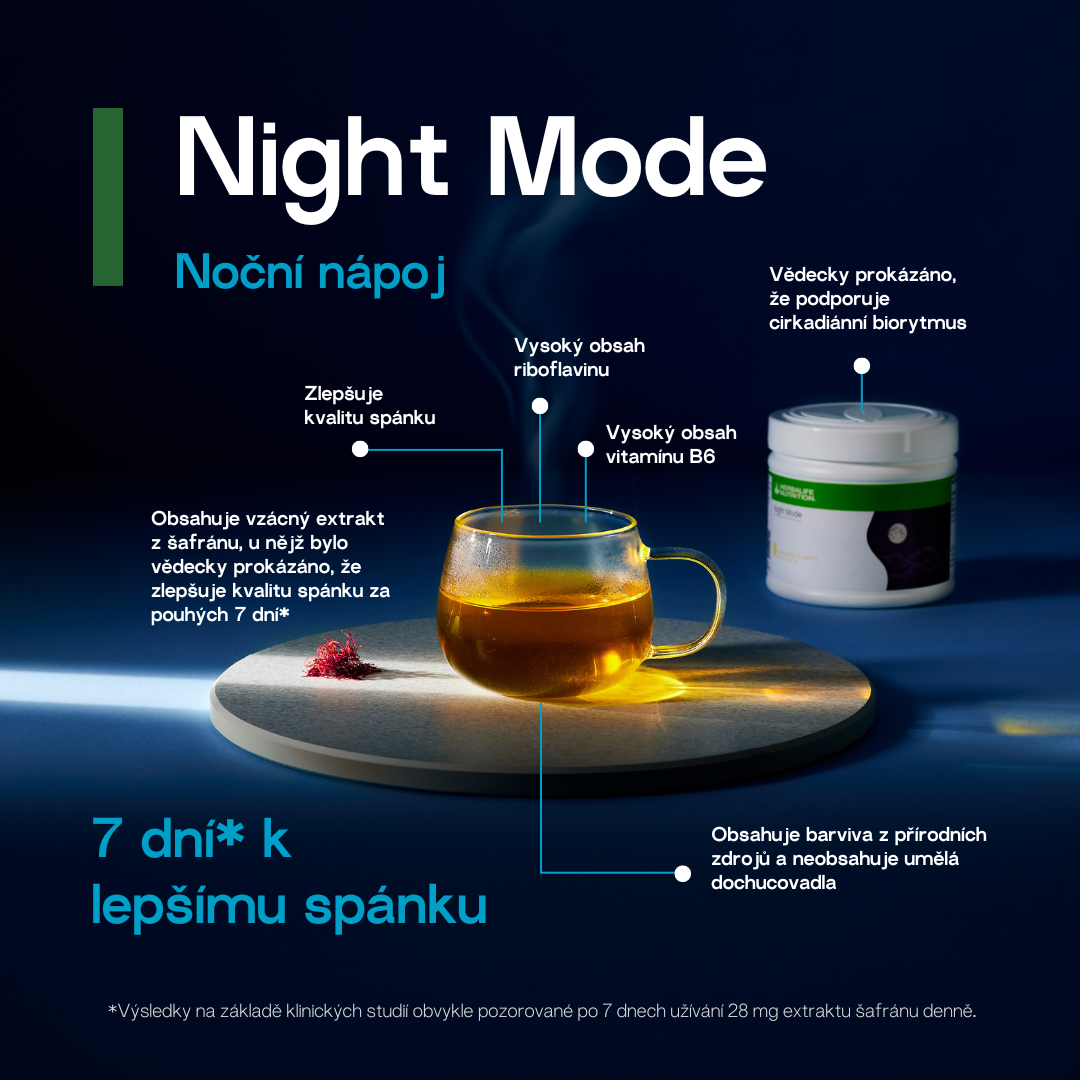 Night Mode
Noční nápoj
Vědecky prokázáno,
že podporuje
cirkadiánní biorytmus
Vysoký obsah
riboflavinu
Zlepšuje
kvalitu spánku
Vysoký obsah
vitamínu B6
HERBALIFE
NUTRITION.
Night Mode
Obsahuje vzácný extrakt
z šafránu, u nějž bylo
vědecky prokázáno, že
zlepšuje kvalitu spánku za
pouhých 7 dní*
7 dní* k
lepšímu spánku
Obsahuje barviva z přírodních
zdrojů a neobsahuje umělá
dochucovadla
*Výsledky na základě klinických studií obvykle pozorované po 7 dnech užívání 28 mg extraktu šafránu denně.